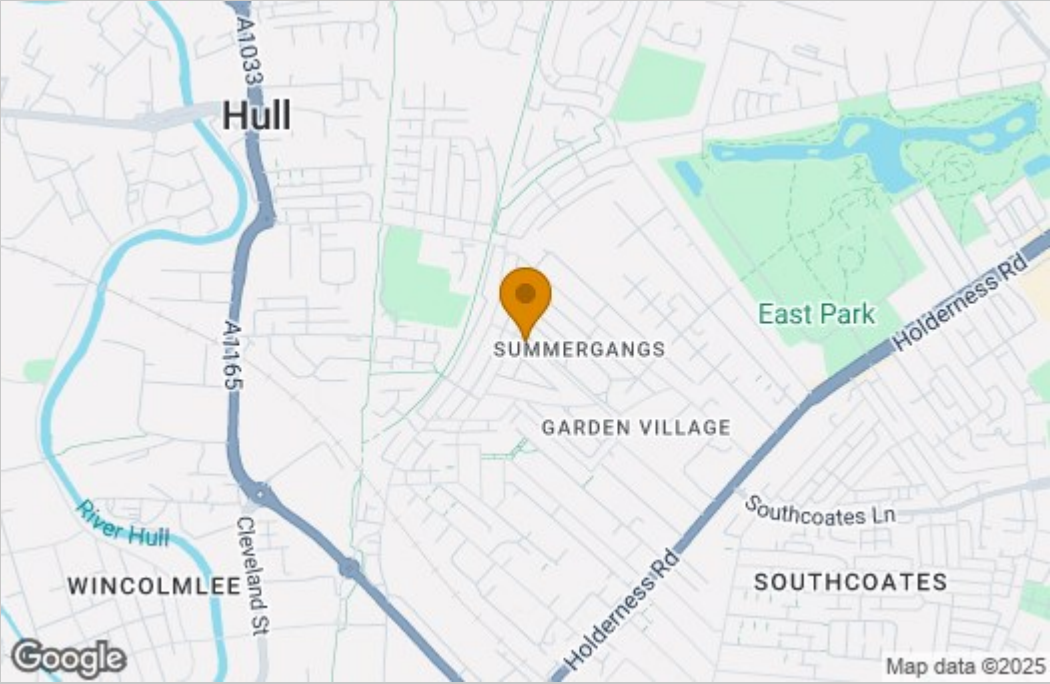 A1033
Hull
East Park
Holderness Rd
A1165
SUMMERGANGS
GARDEN VILLAGE
River Hull
Cleveland St
Southcoates Ln
WINCOLMLEE
Holderness Rd
SOUTHCOATES
Google
Map data ©2025